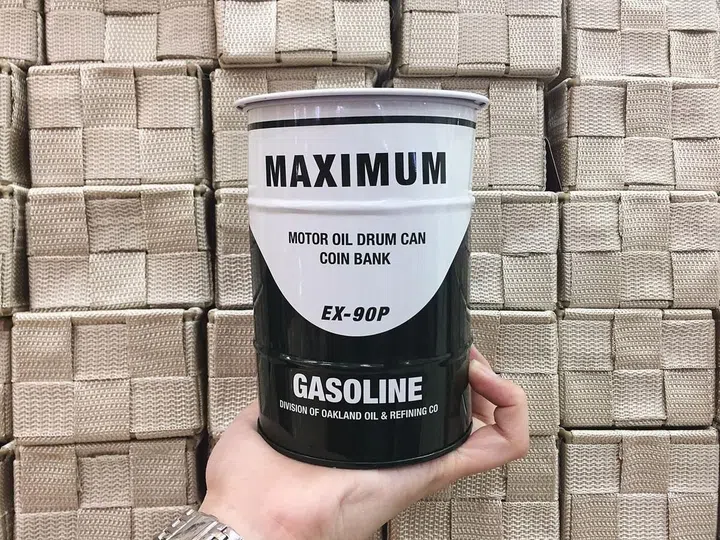 MAXIMUM
MOTOR OIL DRUM CAN
COIN BANK
EX-90P
GASOLINE
DIVISION OF OAKLAND OIL & REFINING CO